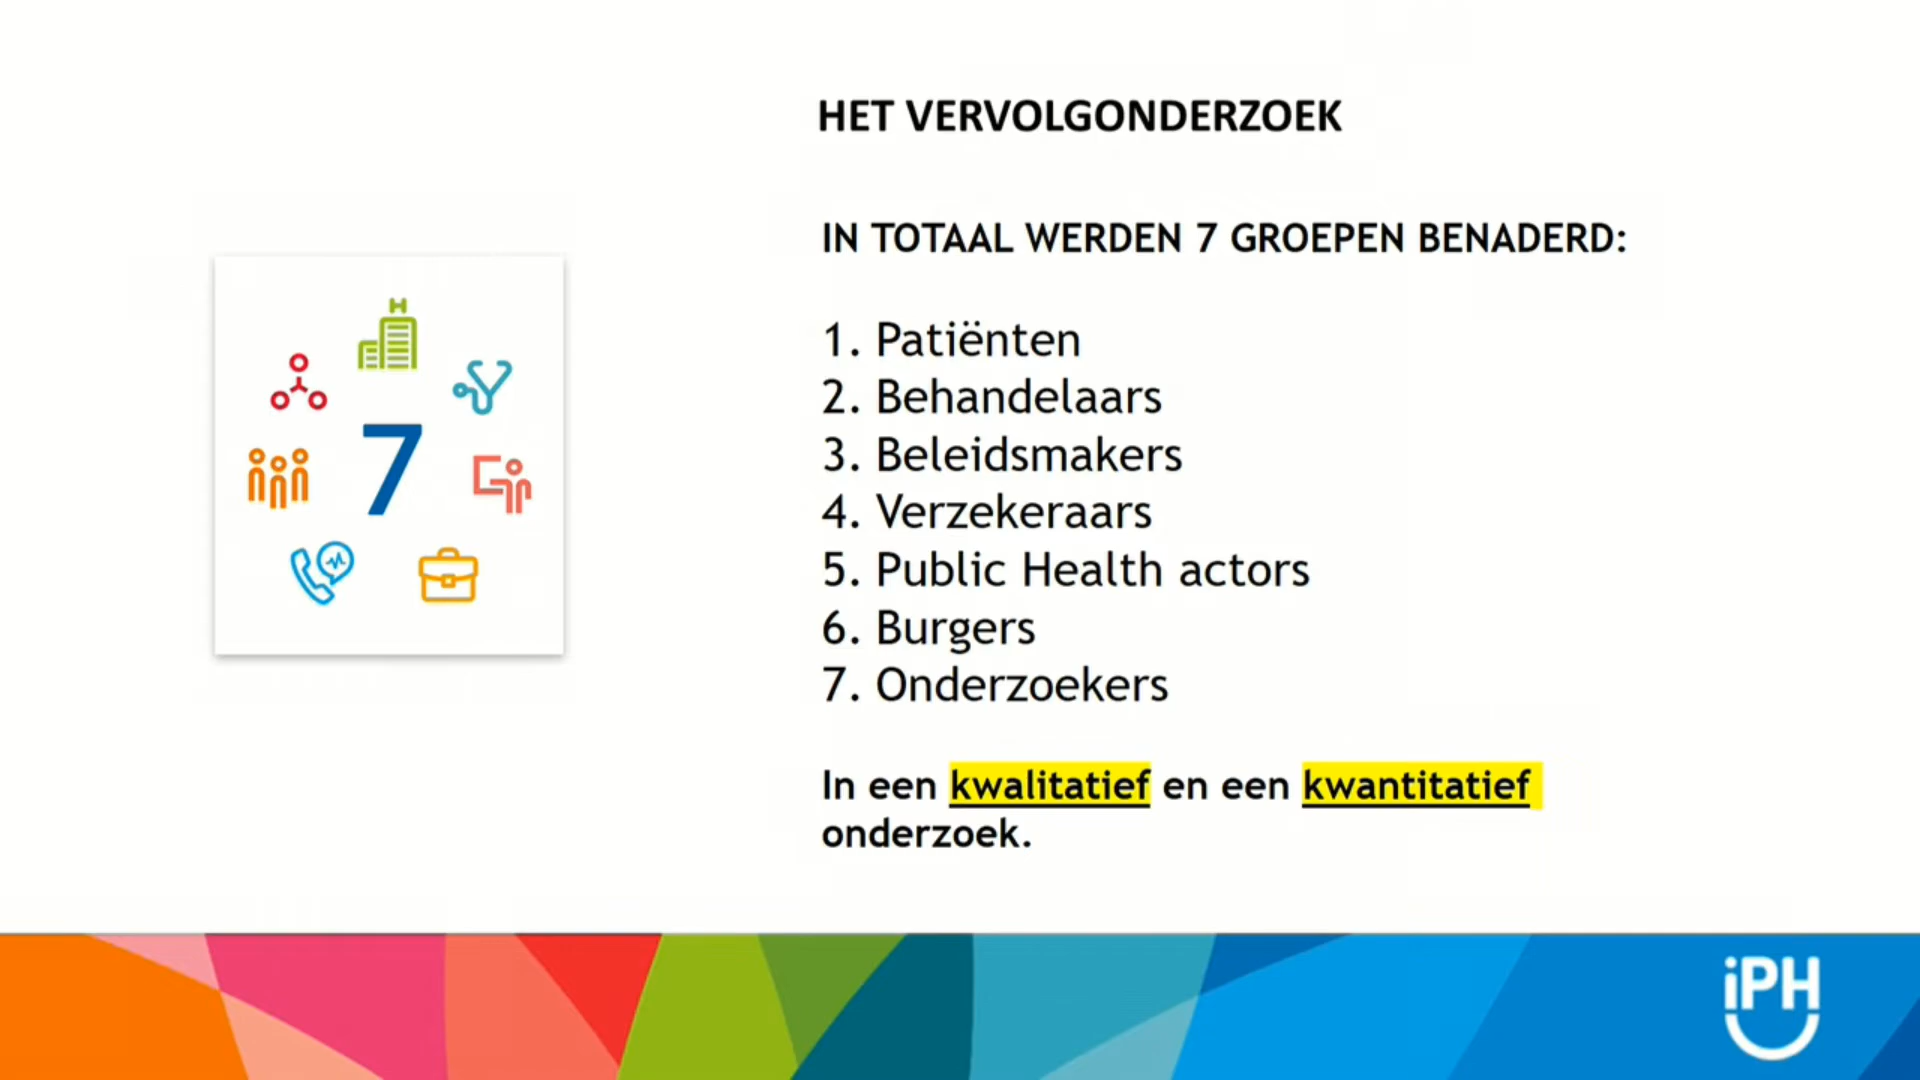 HET VERVOLGONDERZOEK
IN TOTAAL WERDEN 7 GROEPEN BENADERD:
H
7
1. Patiënten
2. Behandelaars
3. Beleidsmakers
4. Verzekeraars
5. Public Health actors
6. Burgers
7. Onderzoekers
In een kwalitatief en een kwantitatief
onderzoek.
iPH